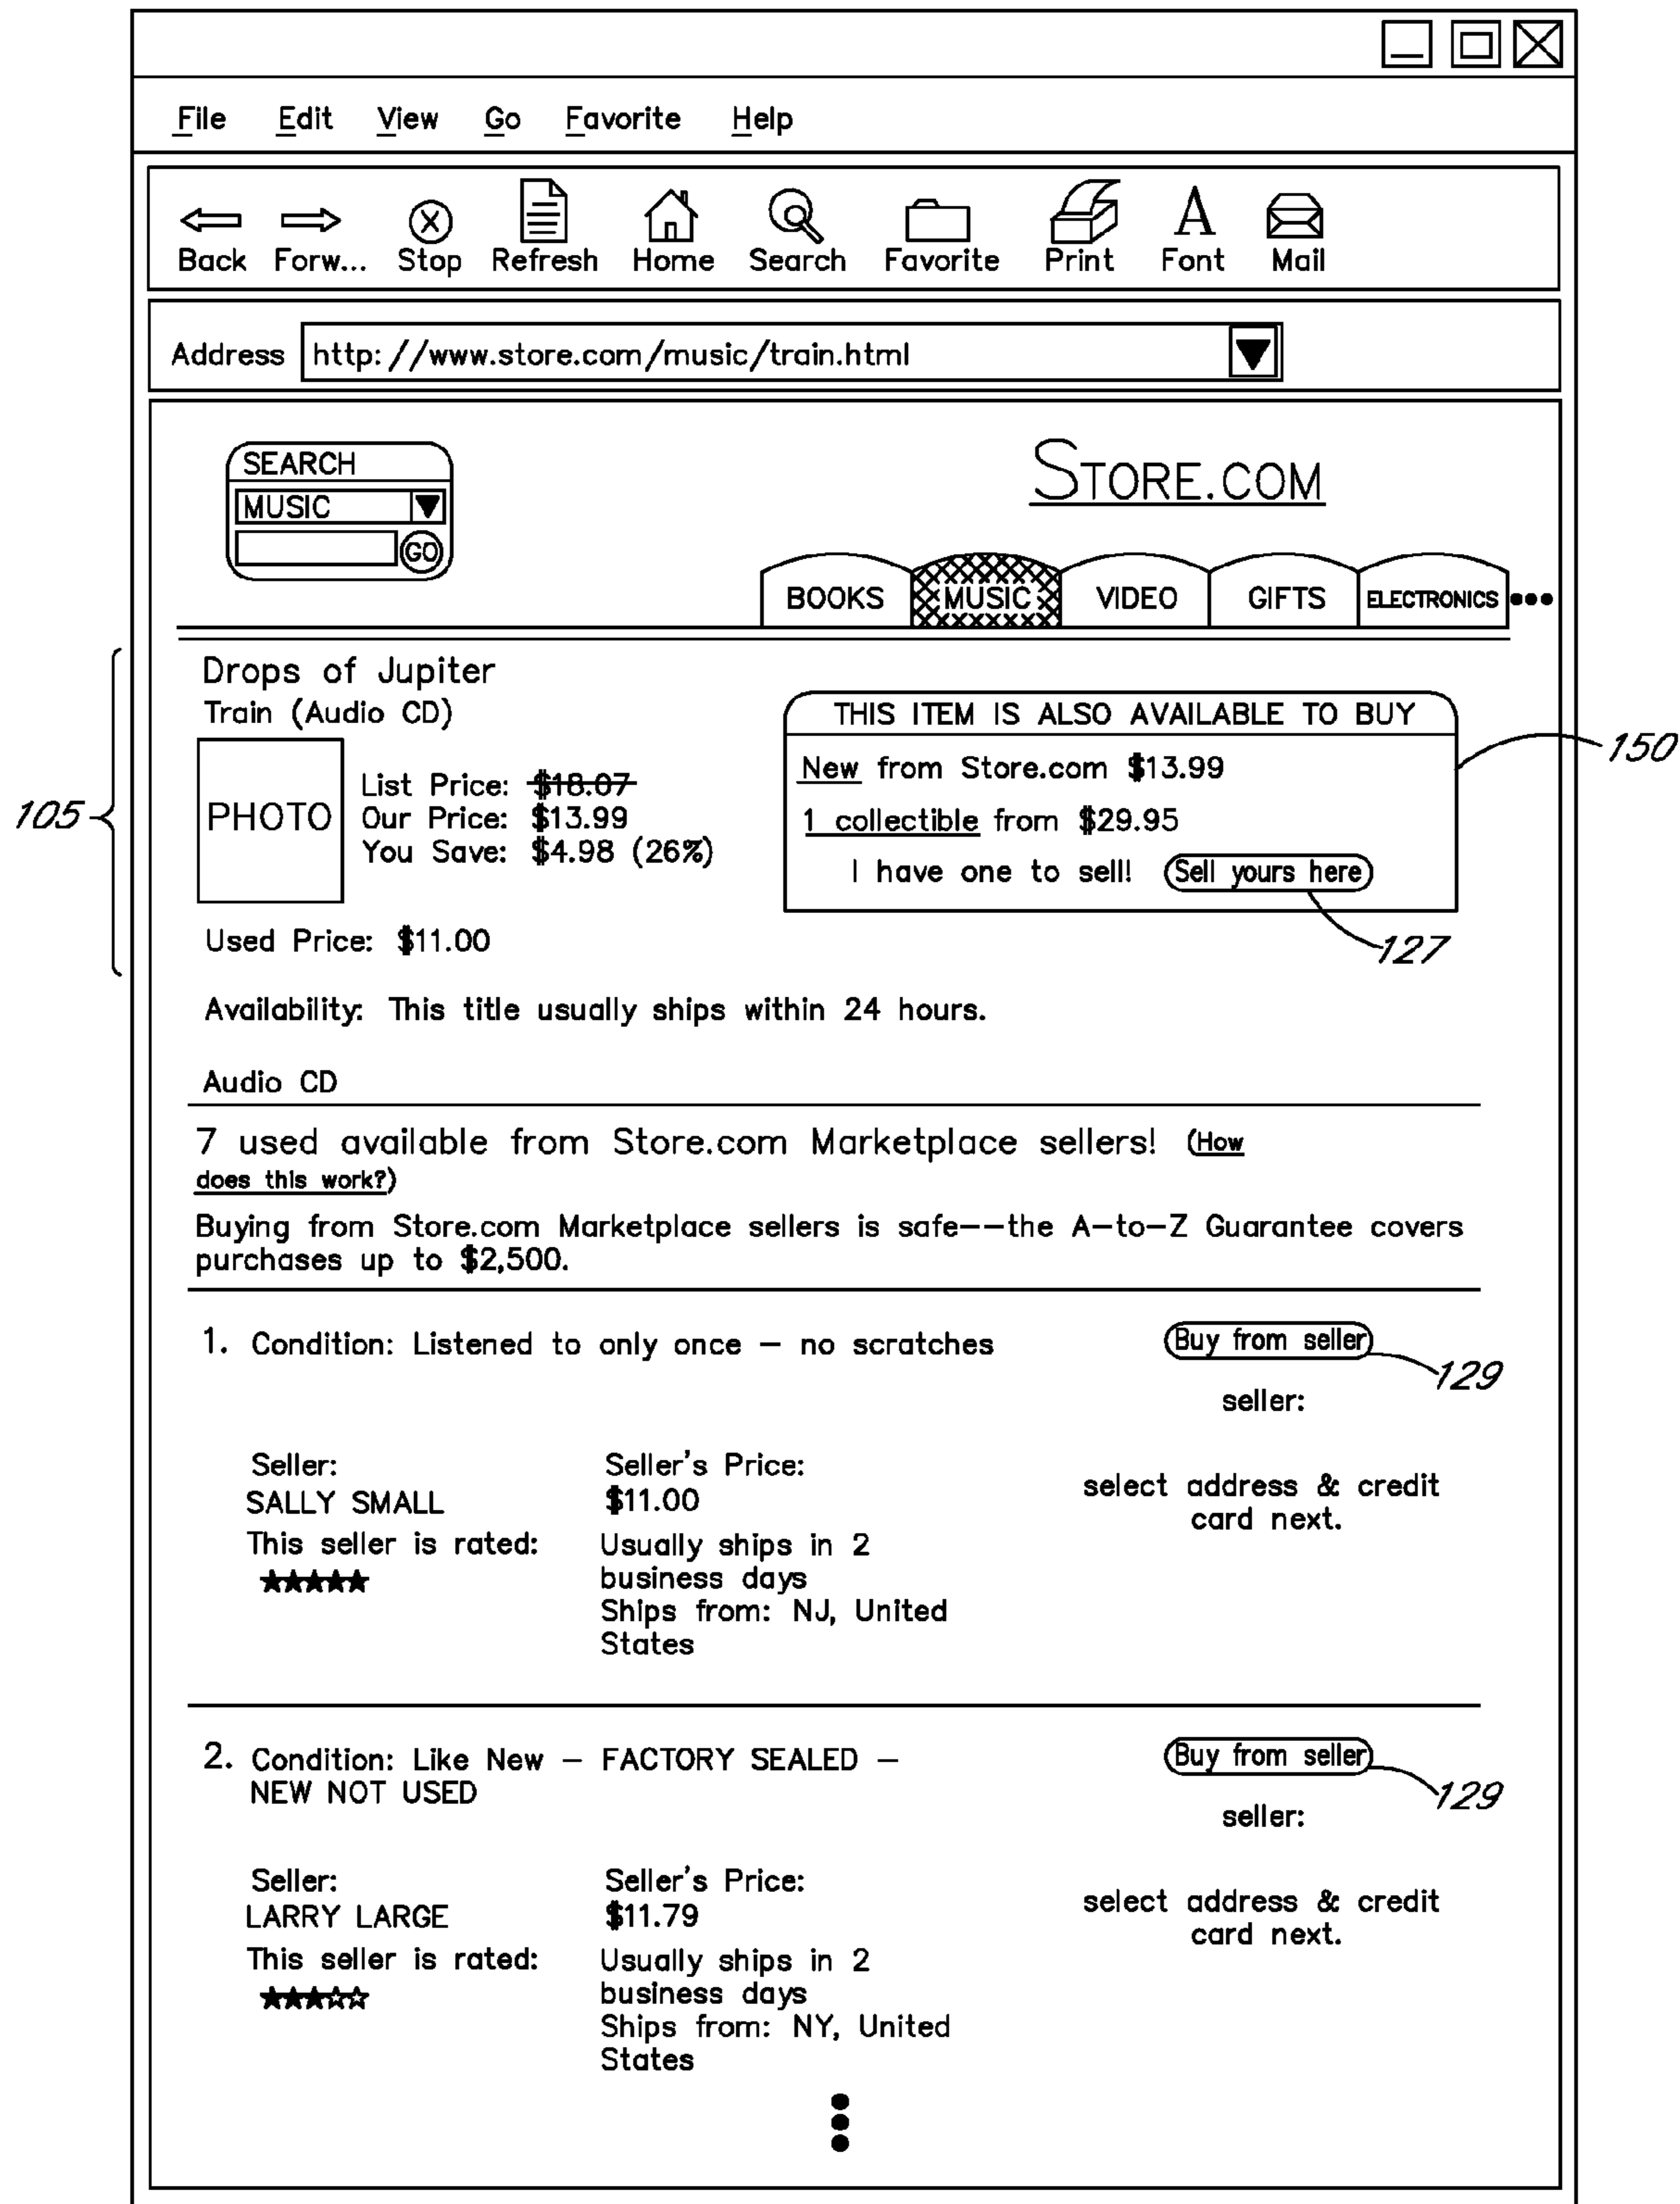 File Edit View Go Favorite Help
Back Forw... Stop Refresh Home Search Favorite A Print Font Mail
Address http://www.store.com/music/train.html
SEARCH
MUSIC
GO
STORE.COM
BOOKS MUSIC VIDEO GIFTS ELECTRONICS •••
105
Drops of Jupiter
Train (Audio CD)
PHOTO
List Price: $18.07
Our Price: $13.99
You Save: $4.98 (26%)
Used Price: $11.00
THIS ITEM IS ALSO AVAILABLE TO BUY
New from Store.com $13.99
1 collectible from $29.95
I have one to sell! Sell yours here
150
127
Availability: This title usually ships within 24 hours.
Audio CD
7 used available from Store.com Marketplace sellers! (How
does this work?)
Buying from Store.com Marketplace sellers is safe--the A-to-Z Guarantee covers
purchases up to $2,500.
1. Condition: Listened to only once – no scratches
Buy from seller
129
seller:
Seller:
SALLY SMALL
This seller is rated:
★★★★★
Seller's Price:
$11.00
Usually ships in 2
business days
Ships from: NJ, United
States
select address & credit
card next.
2. Condition: Like New – FACTORY SEALED –
NEW NOT USED
Buy from seller
129
seller:
Seller:
LARRY LARGE
This seller is rated:
★★★☆☆
Seller's Price:
$11.79
Usually ships in 2
business days
Ships from: NY, United
States
select address & credit
card next.